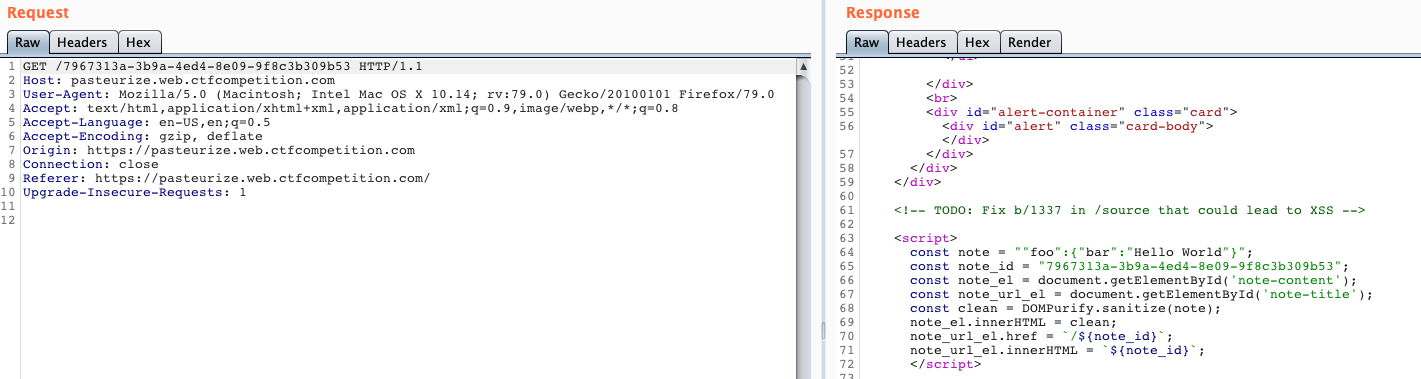 Request
Raw Headers Hex
1 GET /7967313a-3b9a-4ed4-8e09-9f8c3b309b53 HTTP/1.1
2 Host: pasteurize.web.ctfcompetition.com
3 User-Agent: Mozilla/5.0 (Macintosh; Intel Mac OS X 10.14; rv:79.0) Gecko/20100101 Firefox/79.0
4 Accept: text/html,application/xhtml+xml,application/xml;q=0.9,image/webp,*/*;q=0.8
5 Accept-Language: en-US,en;q=0.5
6 Accept-Encoding: gzip, deflate
7 Origin: https://pasteurize.web.ctfcompetition.com
8 Connection: close
9 Referer: https://pasteurize.web.ctfcompetition.com/
10 Upgrade-Insecure-Requests: 1
11
12
Response
Raw Headers Hex Render
52
53 </div>
54 <br>
55 <div id="alert-container" class="card">
56 <div id="alert" class="card-body">
</div>
57 </div>
58 </div>
59 </div>
60
61 <!-- TODO: Fix b/1337 in /source that could lead to XSS -->
62
63 <script>
64 const note = ""foo":{"bar":"Hello World"}";
65 const note_id = "7967313a-3b9a-4ed4-8e09-9f8c3b309b53";
66 const note_el = document.getElementById('note-content');
67 const note_url_el = document.getElementById('note-title');
68 const clean = DOMPurify.sanitize(note);
69 note_el.innerHTML = clean;
70 note_url_el.href = `/${note_id}`;
71 note_url_el.innerHTML = `${note_id}`;
72 </script>